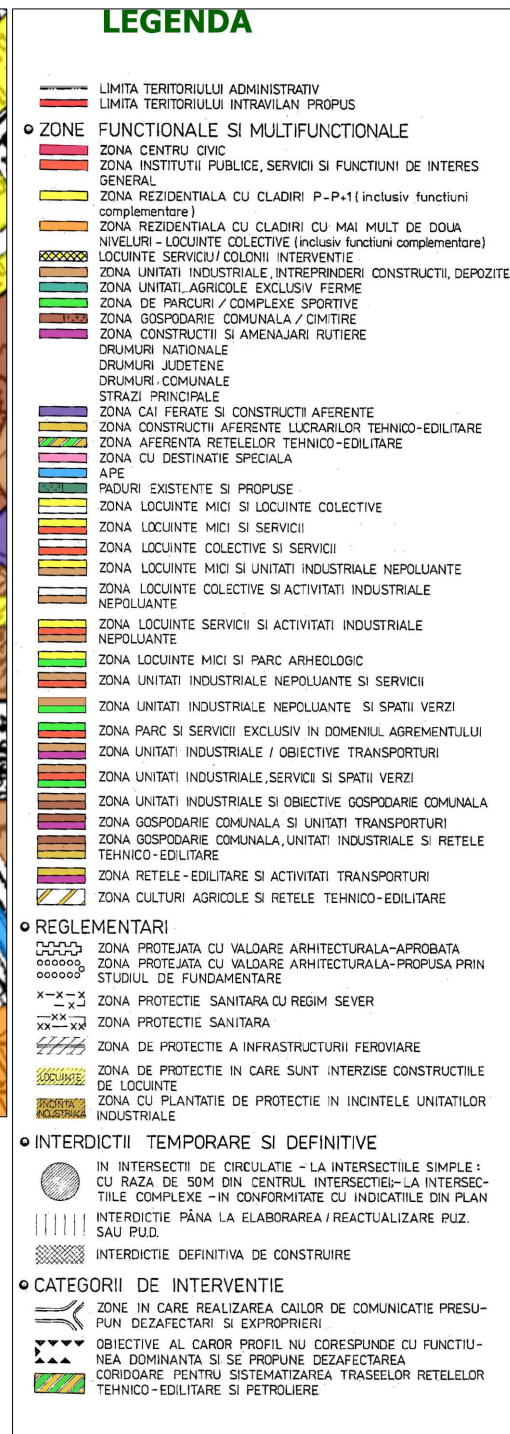 LEGENDA
LIMITA TERITORIULUI ADMINISTRATIV
LIMITA TERITORIULUI INTRAVILAN PROPUS
ZONE FUNCTIONALE SI MULTIFUNCTIONALE
ZONA CENTRU CIVIC
ZONA INSTITUTII PUBLICE, SERVICII SI FUNCTIUNI DE INTERES
GENERAL
ZONA REZIDENTIALA CU CLADIRI P-P+1 (inclusiv functiuni
complementare)
ZONA REZIDENTIALA CU CLADIRI CU MAI MULT DE DOUA
NIVELURI - LOCUINTE COLECTIVE (inclusiv functiuni complementare)
LOCUINTE SERVICIU / COLONII INTERVENTIE
ZONA UNITATI INDUSTRIALE, INTREPRINDERI CONSTRUCTII, DEPOZITE
ZONA UNITATI AGRICOLE EXCLUSIV FERME
ZONA DE PARCURI / COMPLEXE SPORTIVE
ZONA GOSPODARIE COMUNALA / CIMITIRE
ZONA CONSTRUCTII SI AMENAJARI RUTIERE
DRUMURI NATIONALE
DRUMURI JUDETENE
DRUMURI COMUNALE
STRAZI PRINCIPALE
ZONA CAI FERATE SI CONSTRUCTII AFERENTE
ZONA CONSTRUCTII AFERENTE LUCRARILOR TEHNICO-EDILITARE
ZONA AFERENTA RETELELOR TEHNICO-EDILITARE
ZONA CU DESTINATIE SPECIALA
APE
PADURI EXISTENTE SI PROPUSE
ZONA LOCUINTE MICI SI LOCUINTE COLECTIVE
ZONA LOCUINTE MICI SI SERVICII
ZONA LOCUINTE COLECTIVE SI SERVICII
ZONA LOCUINTE MICI SI UNITATI INDUSTRIALE NEPOLUANTE
ZONA LOCUINTE COLECTIVE SI ACTIVITATI INDUSTRIALE
NEPOLUANTE
ZONA LOCUINTE SERVICII SI ACTIVITATI INDUSTRIALE
NEPOLUANTE
ZONA LOCUINTE MICI SI PARC ARHEOLOGIC
ZONA UNITATI INDUSTRIALE NEPOLUANTE SI SERVICII
ZONA UNITATI INDUSTRIALE NEPOLUANTE SI SPATII VERZI
ZONA PARC SI SERVICII EXCLUSIV IN DOMENIUL AGREMENTULUI
ZONA UNITATI INDUSTRIALE / OBIECTIVE TRANSPORTURI
ZONA UNITATI INDUSTRIALE, SERVICII SI SPATII VERZI
ZONA UNITATI INDUSTRIALE SI OBIECTIVE GOSPODARIE COMUNALA
ZONA GOSPODARIE COMUNALA SI UNITATI TRANSPORTURI
ZONA GOSPODARIE COMUNALA, UNITATI INDUSTRIALE SI RETELE
TEHNICO-EDILITARE
ZONA RETELE-EDILITARE SI ACTIVITATI TRANSPORTURI
ZONA CULTURI AGRICOLE SI RETELE TEHNICO-EDILITARE
REGLEMENTARI
ZONA PROTEJATA CU VALOARE ARHITECTURALA-APROBATA
ZONA PROTEJATA CU VALOARE ARHITECTURALA-PROPUSA PRIN
STUDIUL DE FUNDAMENTARE
ZONA PROTECTIE SANITARA CU REGIM SEVER
ZONA PROTECTIE SANITARA
ZONA DE PROTECTIE A INFRASTRUCTURII FEROVIARE
LOCUINTE ZONA DE PROTECTIE IN CARE SUNT INTERZISE CONSTRUCTIILE
DE LOCUINTE
INCINTA INDUSTRIALA ZONA CU PLANTATIE DE PROTECTIE IN INCINTELE UNITATILOR
INDUSTRIALE
INTERDICTII TEMPORARE SI DEFINITIVE
IN INTERSECTII DE CIRCULATIE - LA INTERSECTIILE SIMPLE :
CU RAZA DE 50M DIN CENTRUL INTERSECTIEI;- LA INTERSEC-
TIILE COMPLEXE - IN CONFORMITATE CU INDICATIILE DIN PLAN
INTERDICTIE PÂNA LA ELABORAREA / REACTUALIZARE P.U.Z.
SAU P.U.D.
INTERDICTIE DEFINITIVA DE CONSTRUIRE
CATEGORII DE INTERVENTIE
ZONE IN CARE REALIZAREA CAILOR DE COMUNICATIE PRESU-
PUN DEZAFECTARI SI EXPROPRIERI
OBIECTIVE AL CAROR PROFIL NU CORESPUNDE CU FUNCTIU-
NEA DOMINANTA SI SE PROPUNE DEZAFECTAREA
CORIDOARE PENTRU SISTEMATIZAREA TRASEELOR RETELELOR
TEHNICO-EDILITARE SI PETROLIERE